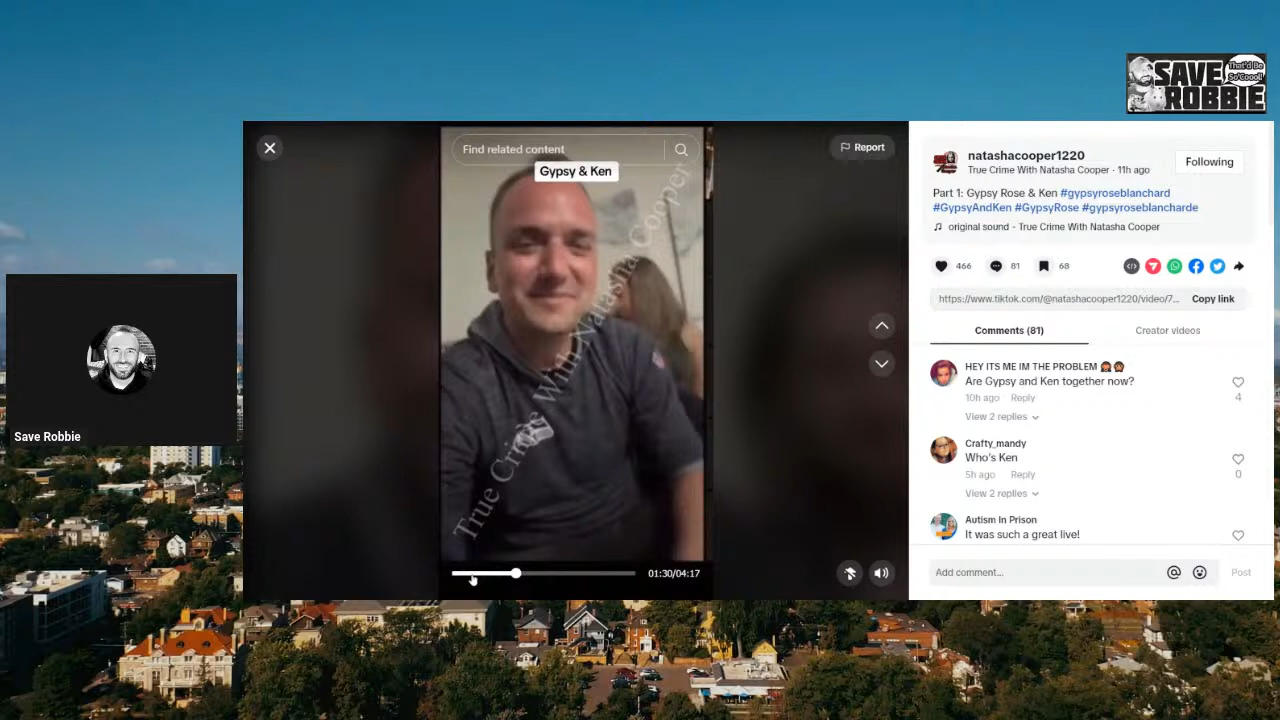 That'd Be
So'Coool!
SAVE
ROBBIE
Find related content
Report
Gypsy & Ken
True Crime With Natasha Cooper
01:30/04:17
Save Robbie
natashacooper1220
True Crime With Natasha Cooper · 11h ago
Following
Part 1: Gypsy Rose & Ken #gypsyroseblanchard
#GypsyAndKen #GypsyRose #gypsyroseblancharde
original sound - True Crime With Natasha Cooper
466
81
68
https://www.tiktok.com/@natashacooper1220/video/7...
Copy link
Comments (81)
Creator videos
HEY ITS ME IM THE PROBLEM
Are Gypsy and Ken together now?
10h ago Reply
4
View 2 replies
Crafty_mandy
Who's Ken
5h ago Reply
0
View 2 replies
Autism In Prison
It was such a great live!
Add comment...
Post